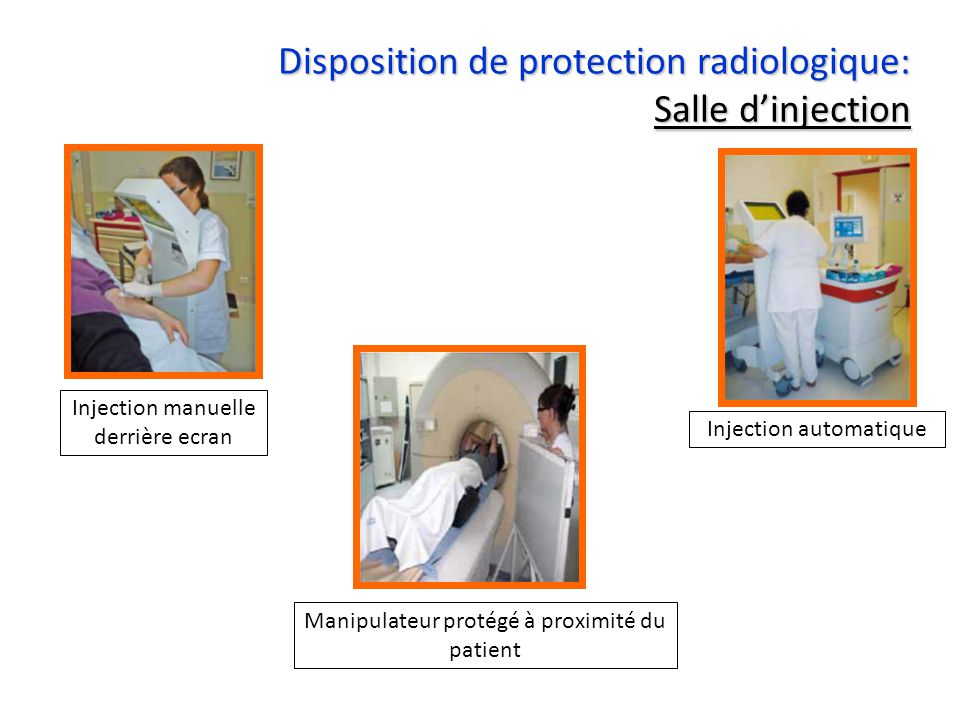 Disposition de protection radiologique:
Salle d’injection
Injection manuelle
derrière ecran
Injection automatique
Manipulateur protégé à proximité du
patient